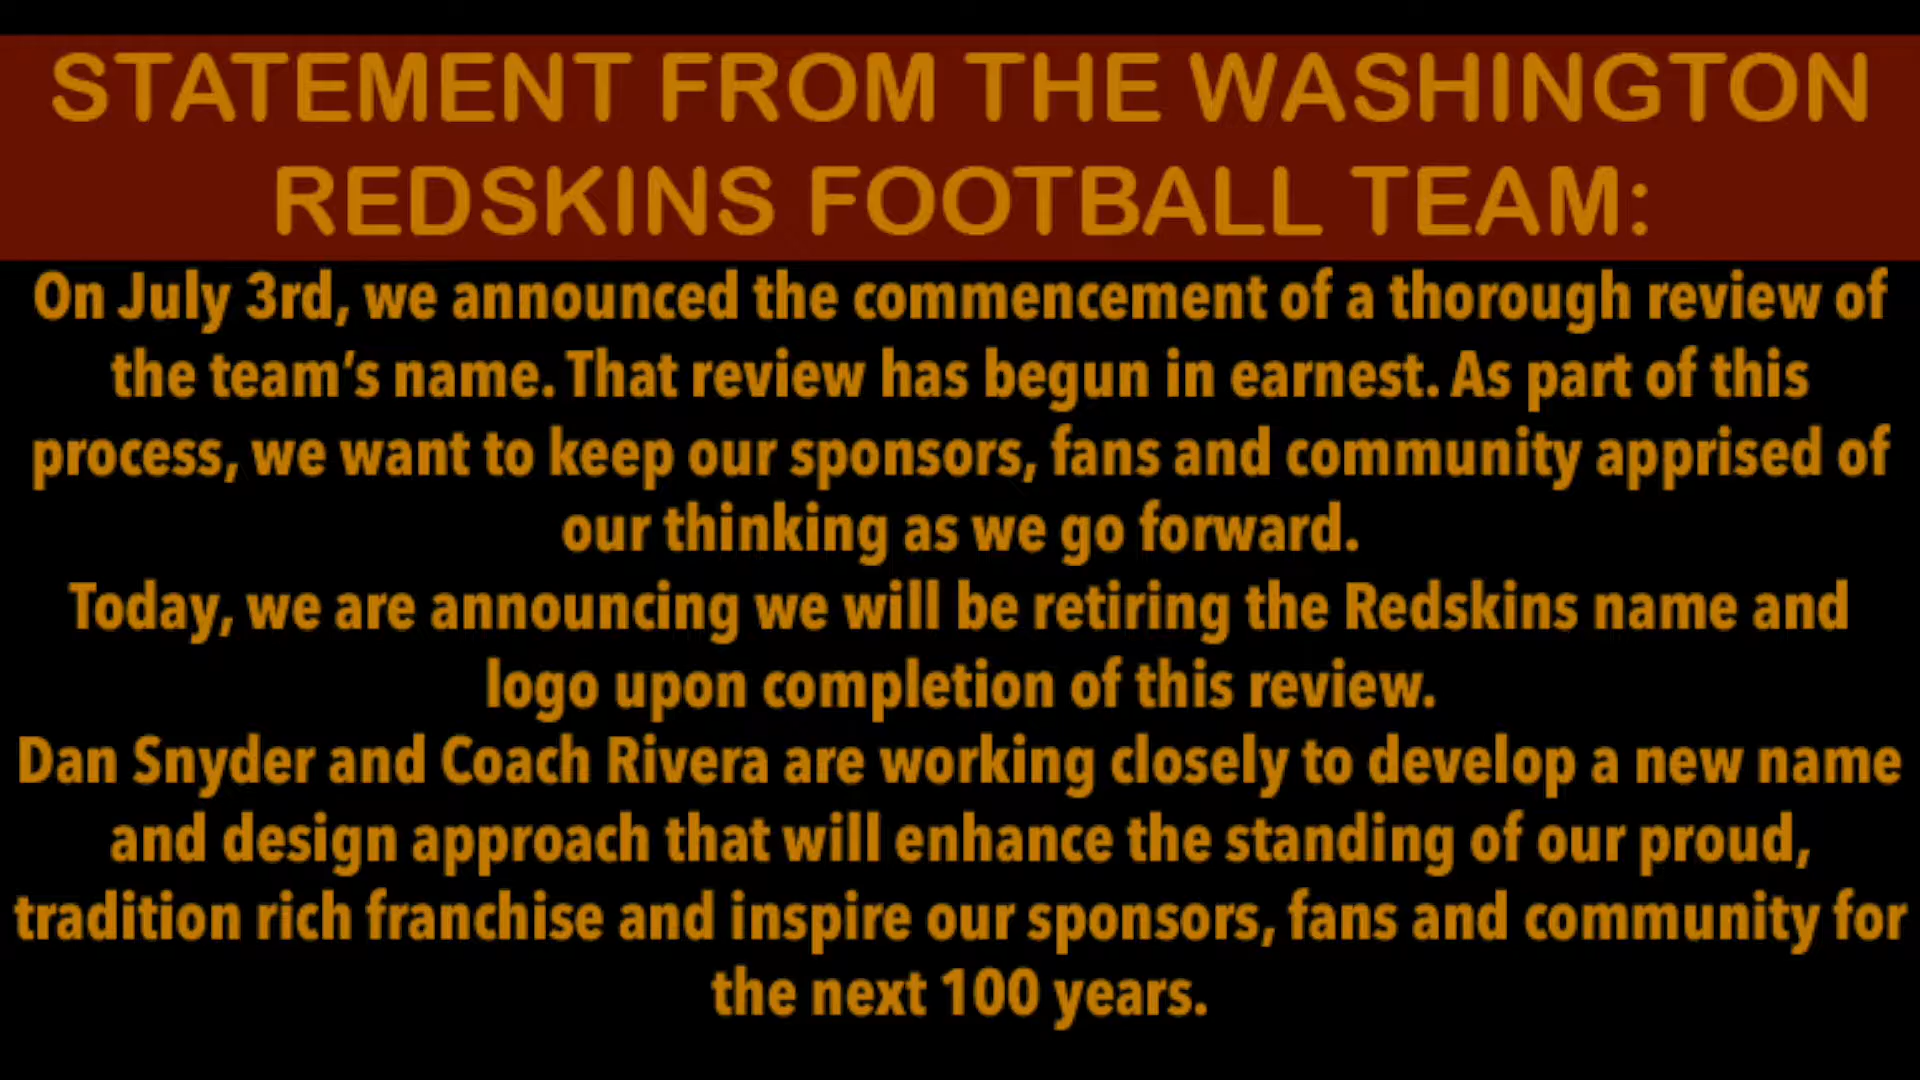 STATEMENT FROM THE WASHINGTON
REDSKINS FOOTBALL TEAM:
On July 3rd, we announced the commencement of a thorough review of
the team’s name. That review has begun in earnest. As part of this
process, we want to keep our sponsors, fans and community apprised of
our thinking as we go forward.
Today, we are announcing we will be retiring the Redskins name and
logo upon completion of this review.
Dan Snyder and Coach Rivera are working closely to develop a new name
and design approach that will enhance the standing of our proud,
tradition rich franchise and inspire our sponsors, fans and community for
the next 100 years.